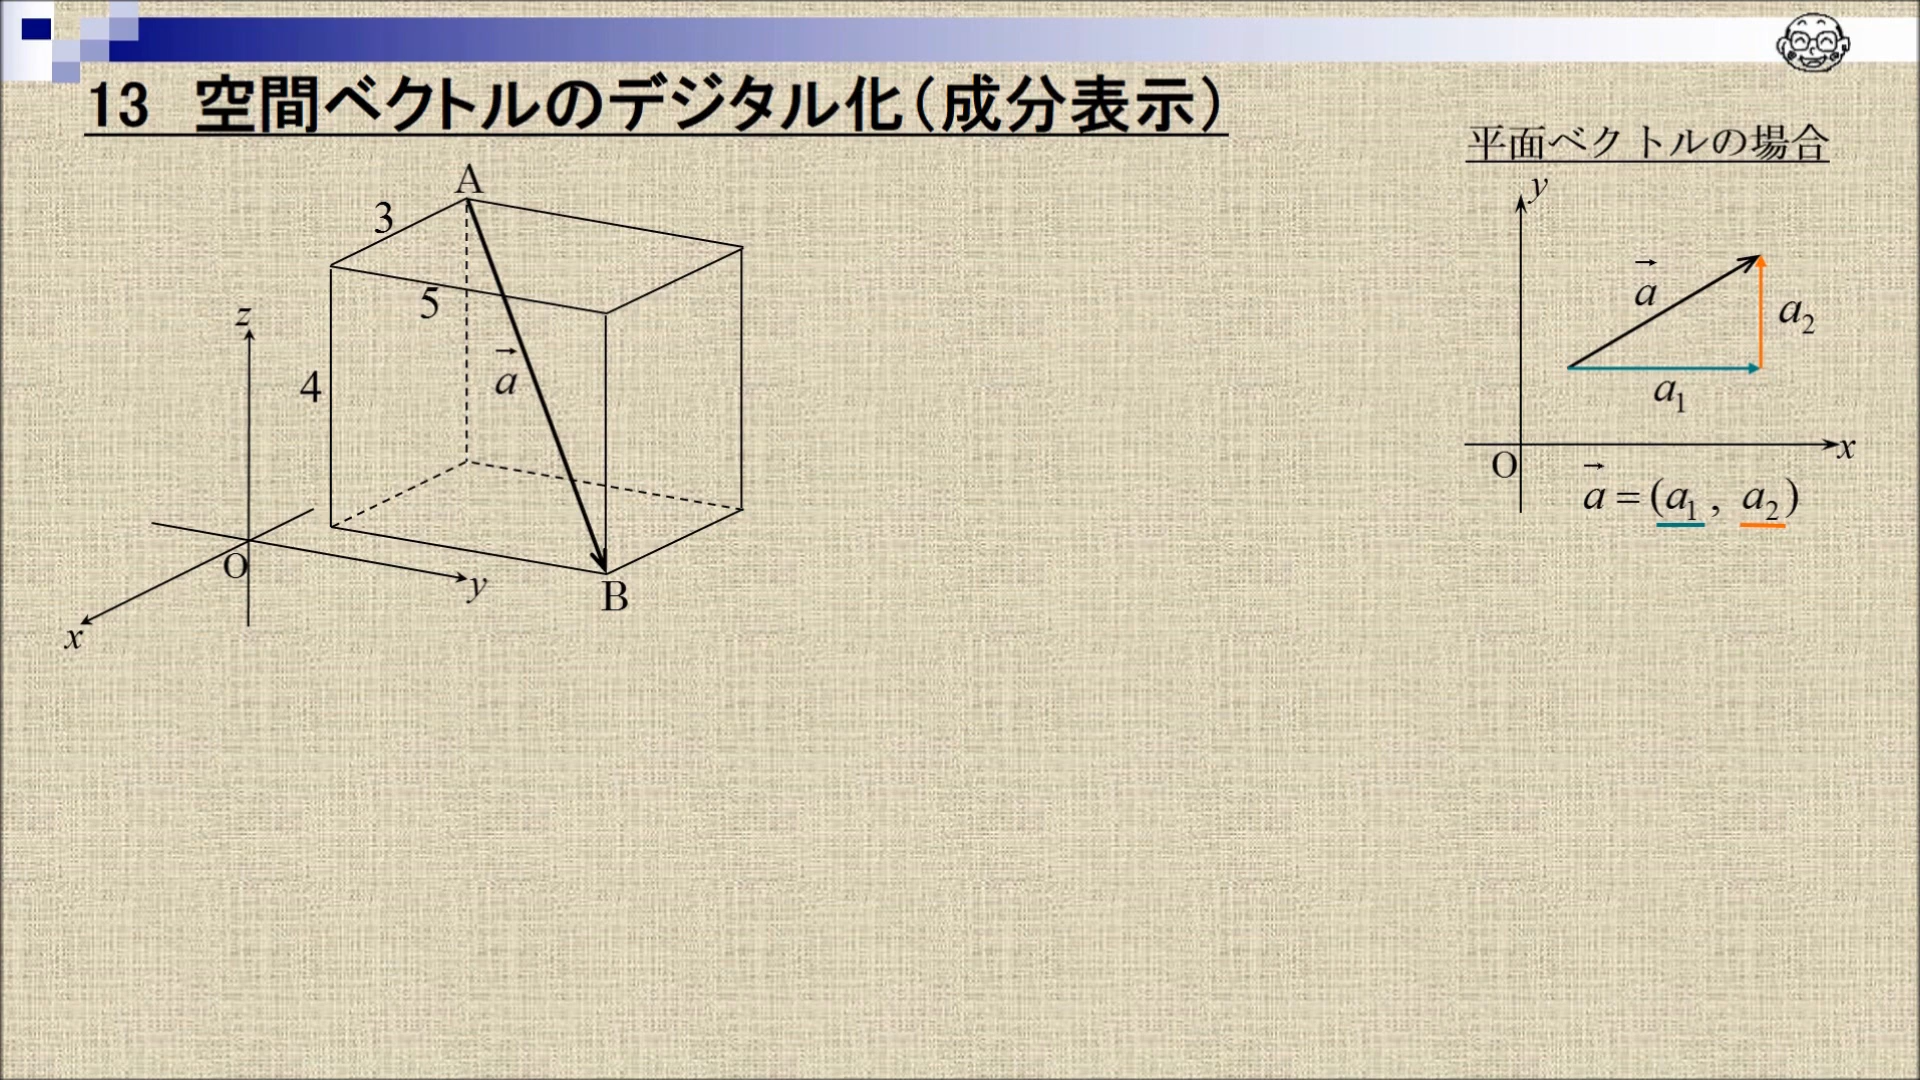 13 空間ベクトルのデジタル化(成分表示)
平面ベクトルの場合
A
3
5
4
z
a⃗
O
y
x
B
y
a⃗
a₂
a₁
x
O
a⃗ = (a₁ , a₂)